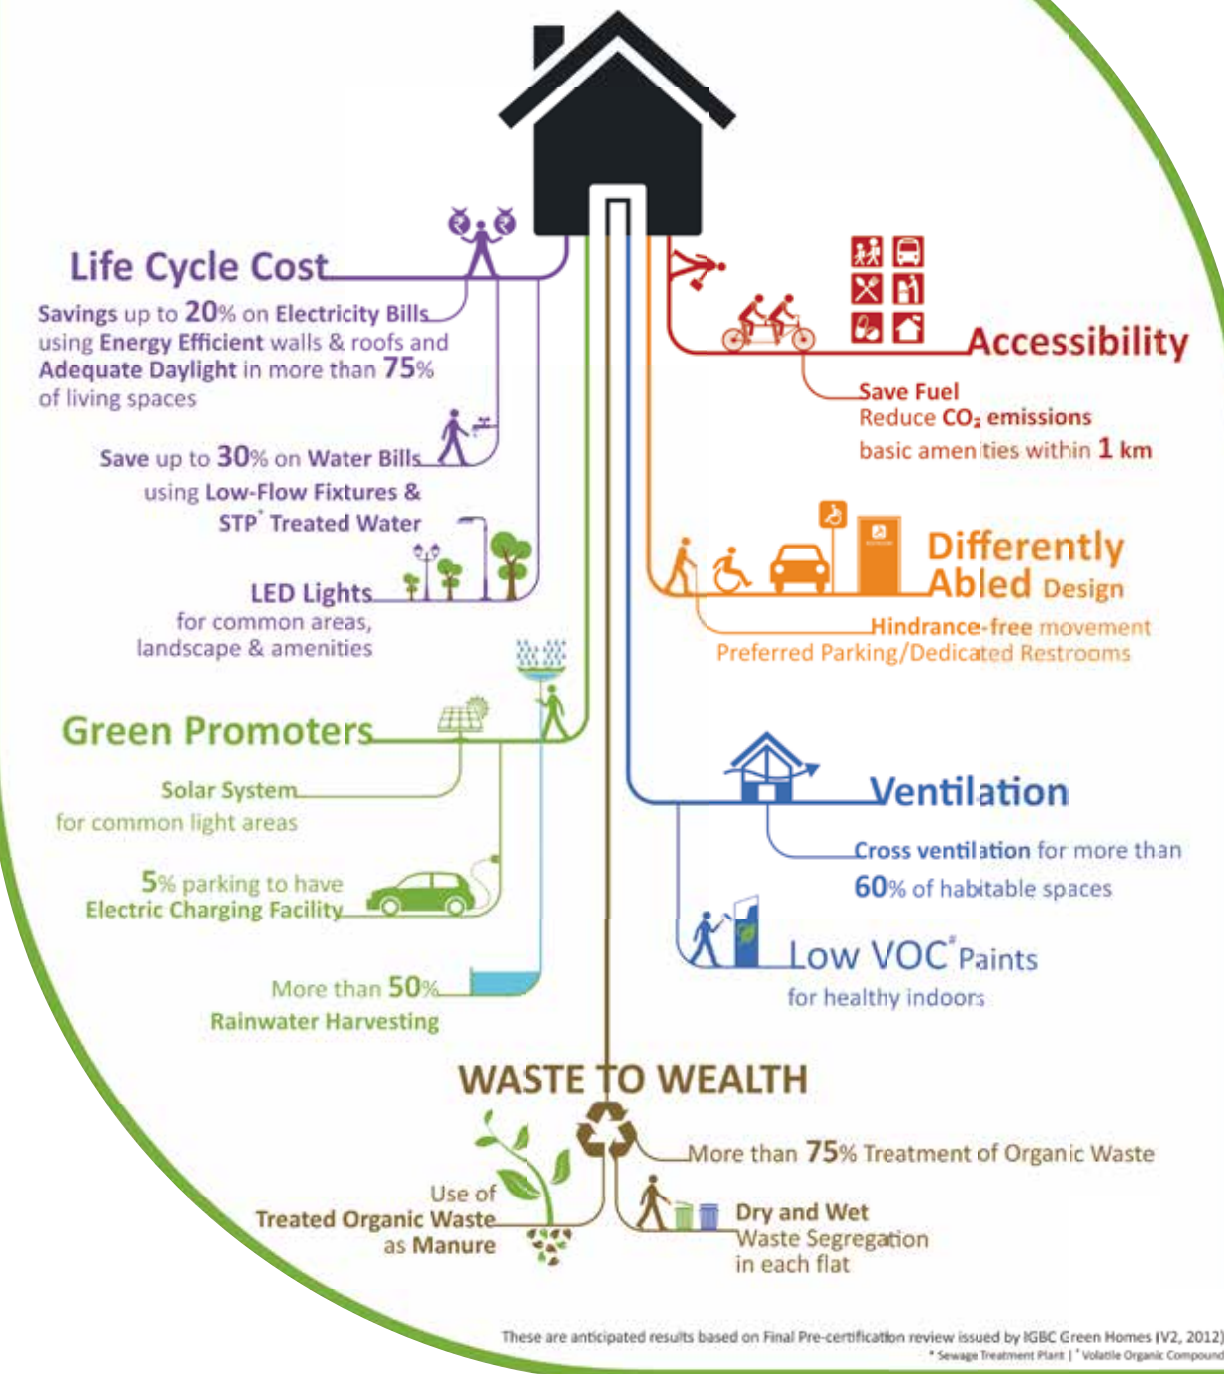 Life Cycle Cost
Savings up to 20% on Electricity Bills
using Energy Efficient walls & roofs and
Adequate Daylight in more than 75%
of living spaces
Save up to 30% on Water Bills
using Low-Flow Fixtures &
STP* Treated Water
LED Lights
for common areas,
landscape & amenities
Green Promoters
Solar System
for common light areas
5% parking to have
Electric Charging Facility
More than 50%
Rainwater Harvesting
Accessibility
Save Fuel
Reduce CO₂ emissions
basic amenities within 1 km
Differently
Abled Design
Hindrance-free movement
Preferred Parking/Dedicated Restrooms
Ventilation
Cross ventilation for more than
60% of habitable spaces
Low VOC# Paints
for healthy indoors
WASTE TO WEALTH
More than 75% Treatment of Organic Waste
Use of
Treated Organic Waste
as Manure
Dry and Wet
Waste Segregation
in each flat
These are anticipated results based on Final Pre-certification review issued by IGBC Green Homes (V2, 2012)
* Sewage Treatment Plant | # Volatile Organic Compound